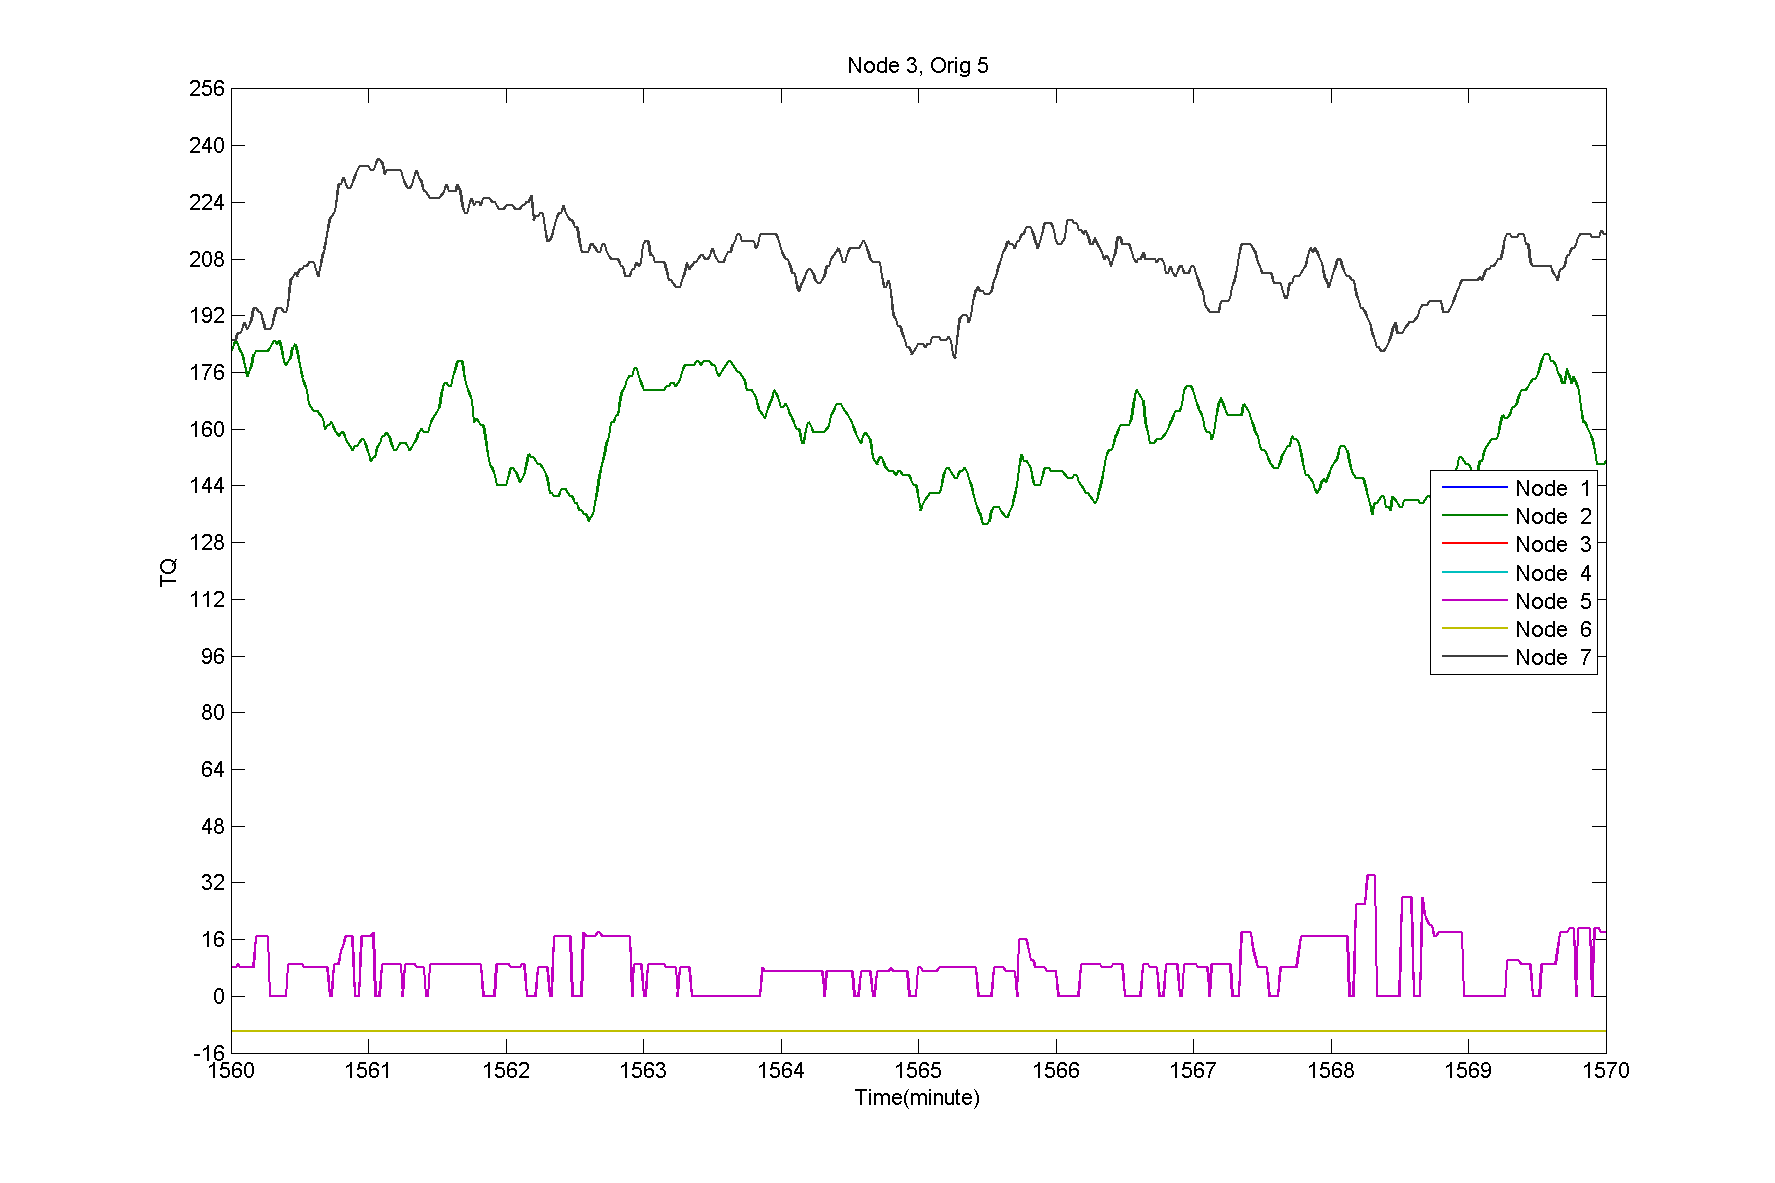 Node 3, Orig 5
256
240
224
208
192
176
160
144
128
112
96
80
64
48
32
16
0
-16
TQ
1560 1561 1562 1563 1564 1565 1566 1567 1568 1569 1570
Time(minute)
Node 1
Node 2
Node 3
Node 4
Node 5
Node 6
Node 7